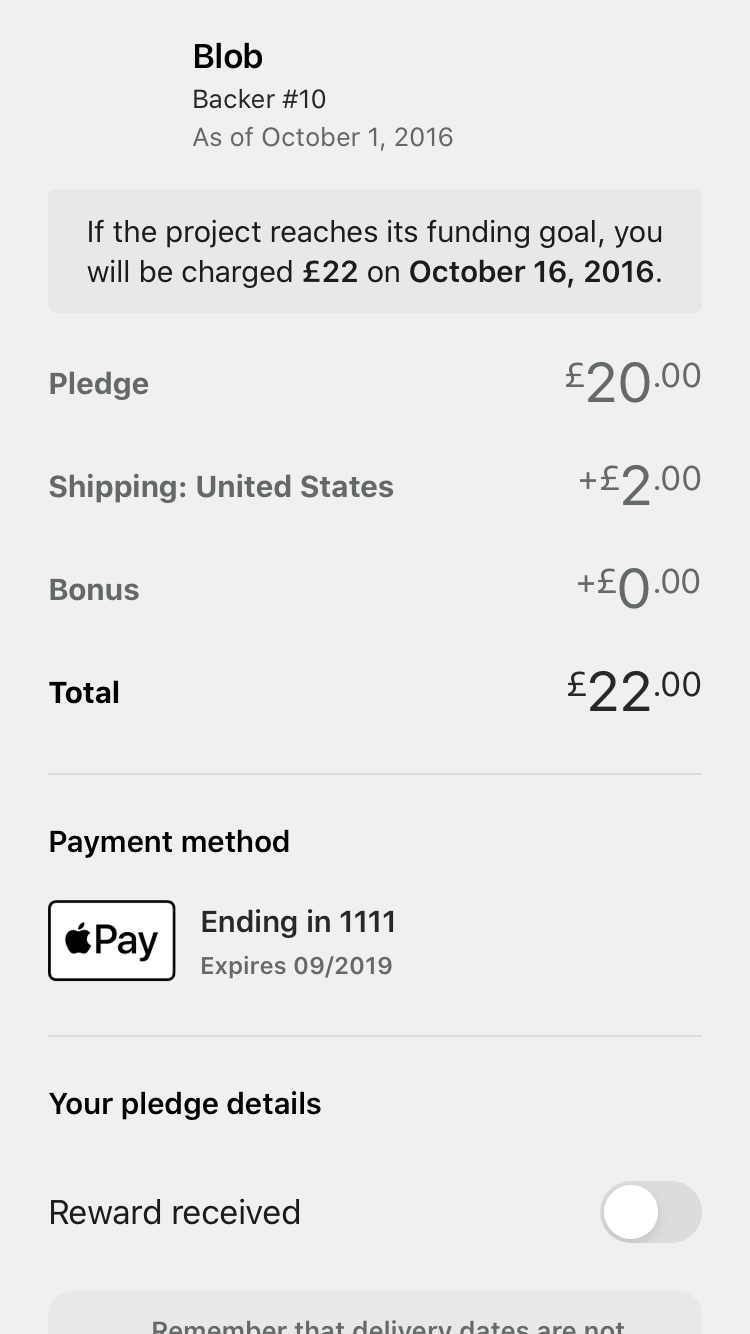 Blob
Backer #10
As of October 1, 2016
If the project reaches its funding goal, you
will be charged £22 on October 16, 2016.
Pledge £20.00
Shipping: United States +£2.00
Bonus +£0.00
Total £22.00
Payment method
Pay
Ending in 1111
Expires 09/2019
Your pledge details
Reward received
Remember that delivery dates are not